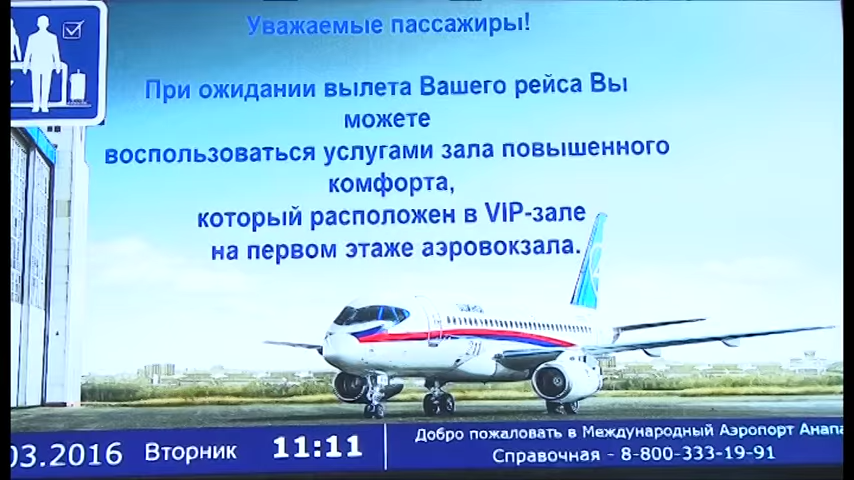 Уважаемые пассажиры!
При ожидании вылета Вашего рейса Вы
можете
воспользоваться услугами зала повышенного
комфорта,
который расположен в VIP-зале
на первом этаже аэровокзала.
03.2016 Вторник 11:11
Добро пожаловать в Международный Аэропорт Анапа
Справочная - 8-800-333-19-91